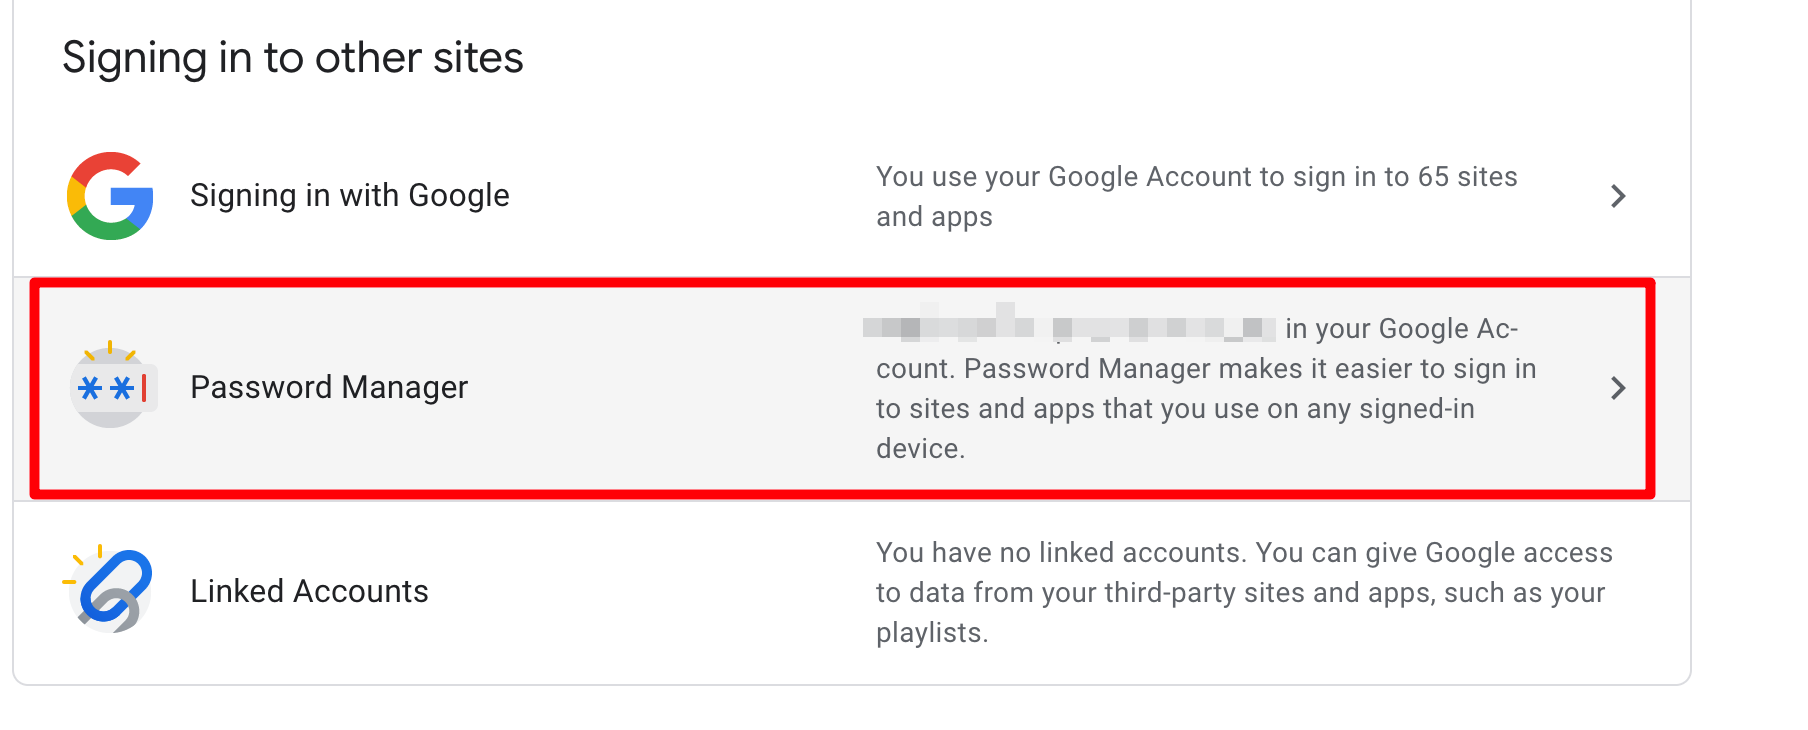 Signing in to other sites
Signing in with Google
You use your Google Account to sign in to 65 sites
and apps
Password Manager
in your Google Ac-
count. Password Manager makes it easier to sign in
to sites and apps that you use on any signed-in
device.
Linked Accounts
You have no linked accounts. You can give Google access
to data from your third-party sites and apps, such as your
playlists.